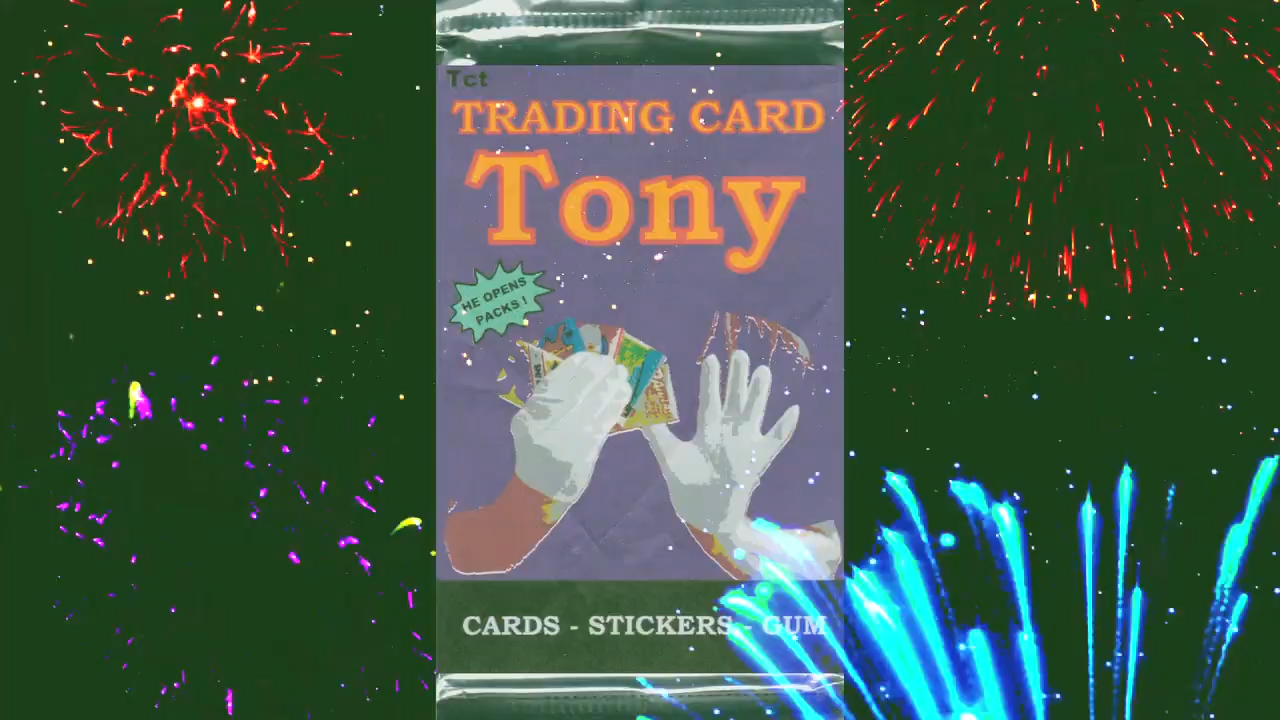 Tct
TRADING CARD
Tony
HE OPENS
PACKS !
CARDS - STICKERS - GUM